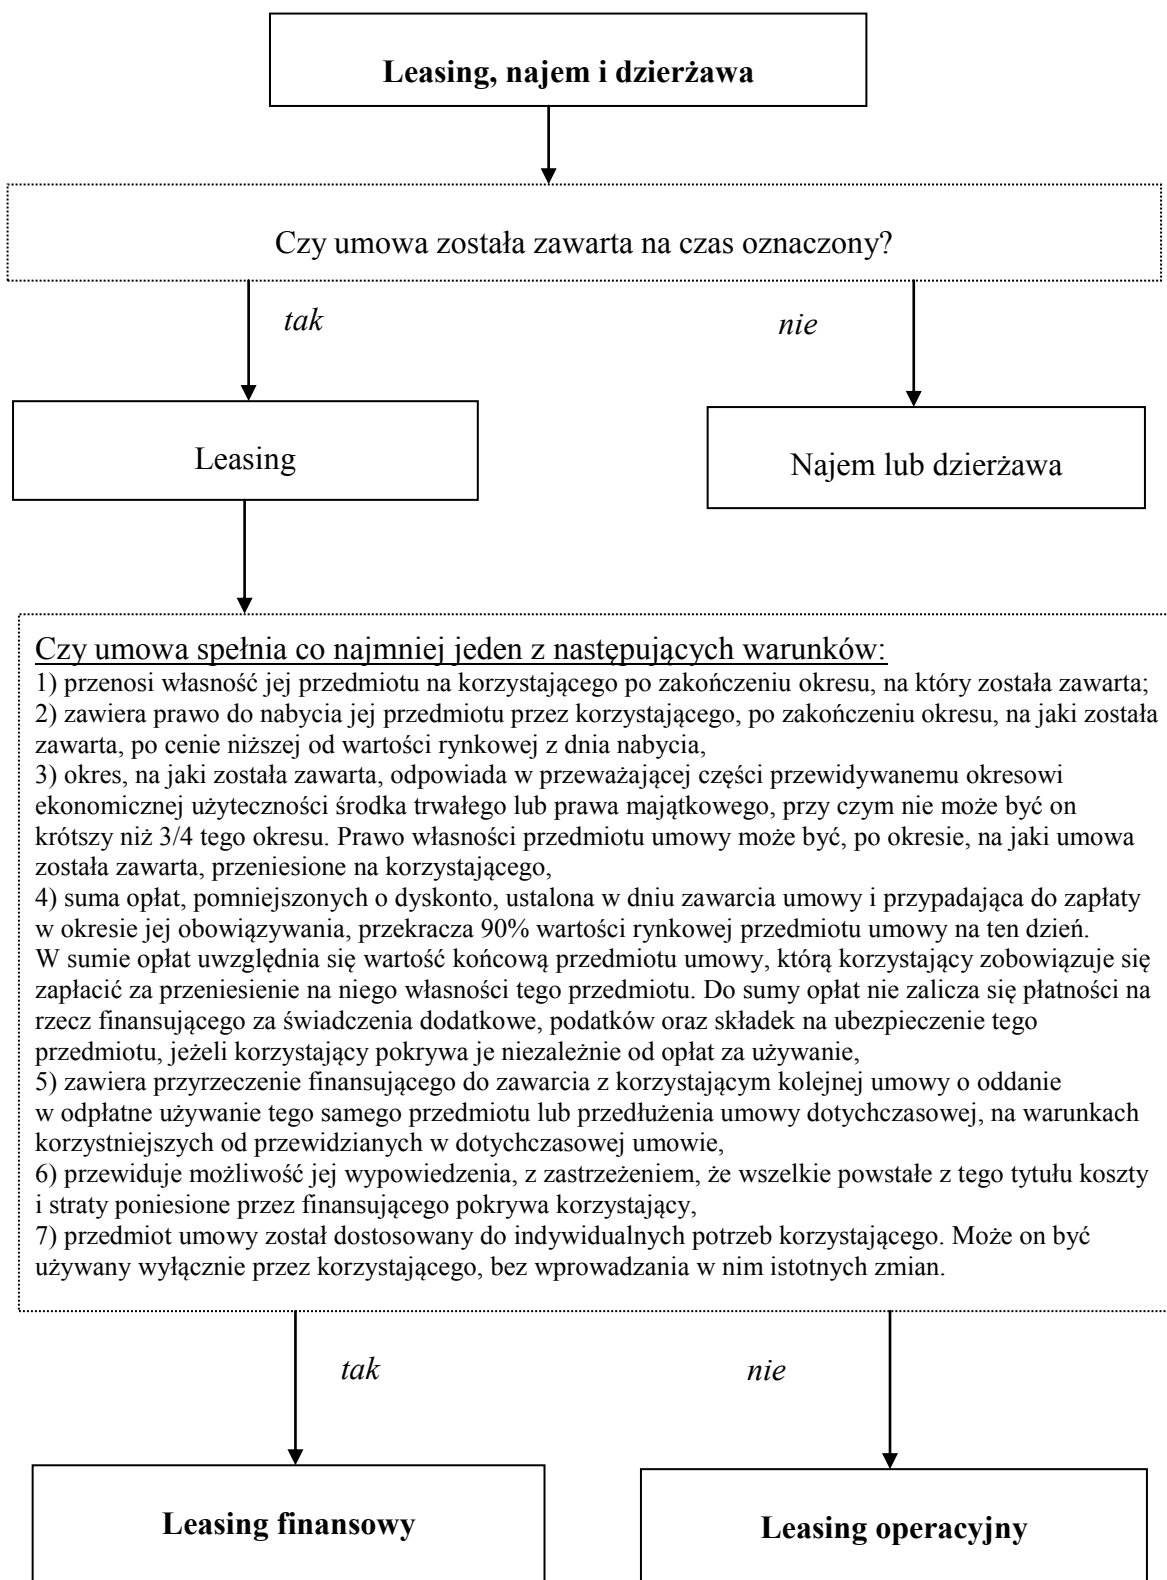 Leasing, najem i dzierżawa
Czy umowa została zawarta na czas oznaczony?
tak
nie
Leasing
Najem lub dzierżawa
Czy umowa spełnia co najmniej jeden z następujących warunków:
1) przenosi własność jej przedmiotu na korzystającego po zakończeniu okresu, na który została zawarta;
2) zawiera prawo do nabycia jej przedmiotu przez korzystającego, po zakończeniu okresu, na jaki została
zawarta, po cenie niższej od wartości rynkowej z dnia nabycia,
3) okres, na jaki została zawarta, odpowiada w przeważającej części przewidywanemu okresowi
ekonomicznej użyteczności środka trwałego lub prawa majątkowego, przy czym nie może być on
krótszy niż 3/4 tego okresu. Prawo własności przedmiotu umowy może być, po okresie, na jaki umowa
została zawarta, przeniesione na korzystającego,
4) suma opłat, pomniejszonych o dyskonto, ustalona w dniu zawarcia umowy i przypadająca do zapłaty
w okresie jej obowiązywania, przekracza 90% wartości rynkowej przedmiotu umowy na ten dzień.
W sumie opłat uwzględnia się wartość końcową przedmiotu umowy, którą korzystający zobowiązuje się
zapłacić za przeniesienie na niego własności tego przedmiotu. Do sumy opłat nie zalicza się płatności na
rzecz finansującego za świadczenia dodatkowe, podatków oraz składek na ubezpieczenie tego
przedmiotu, jeżeli korzystający pokrywa je niezależnie od opłat za używanie,
5) zawiera przyrzeczenie finansującego do zawarcia z korzystającym kolejnej umowy o oddanie
w odpłatne używanie tego samego przedmiotu lub przedłużenia umowy dotychczasowej, na warunkach
korzystniejszych od przewidzianych w dotychczasowej umowie,
6) przewiduje możliwość jej wypowiedzenia, z zastrzeżeniem, że wszelkie powstałe z tego tytułu koszty
i straty poniesione przez finansującego pokrywa korzystający,
7) przedmiot umowy został dostosowany do indywidualnych potrzeb korzystającego. Może on być
używany wyłącznie przez korzystającego, bez wprowadzania w nim istotnych zmian.
tak
nie
Leasing finansowy
Leasing operacyjny